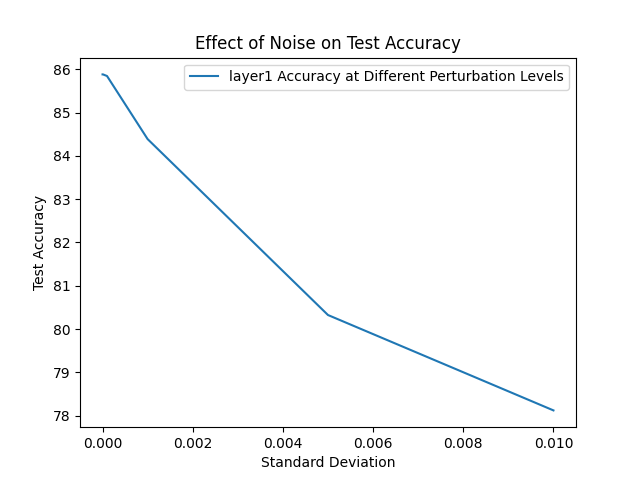 Effect of Noise on Test Accuracy
layer1 Accuracy at Different Perturbation Levels
Test Accuracy
86
85
84
83
82
81
80
79
78
0.000 0.002 0.004 0.006 0.008 0.010
Standard Deviation